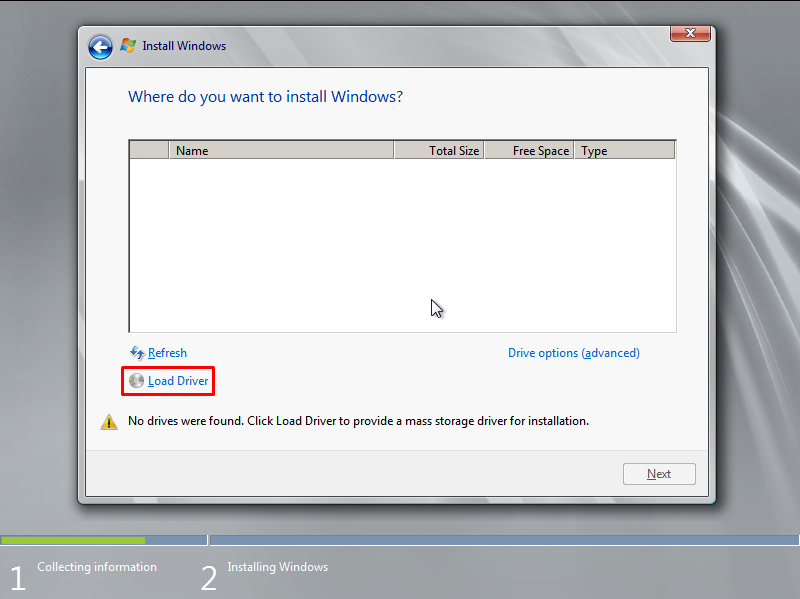 Install Windows
Where do you want to install Windows?
Name Total Size Free Space Type
Refresh Drive options (advanced)
Load Driver
No drives were found. Click Load Driver to provide a mass storage driver for installation.
Next
1 Collecting information 2 Installing Windows